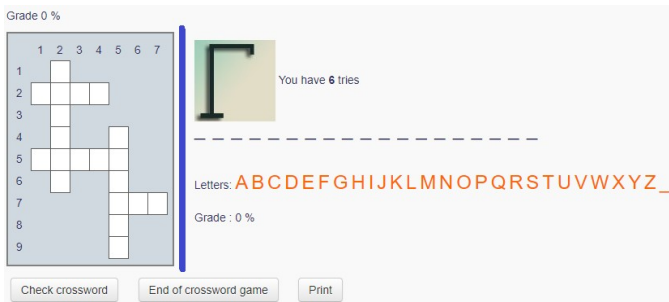 Grade 0 %
1 2 3 4 5 6 7
1
2
3
4
5
6
7
8
9
You have 6 tries
Letters: A B C D E F G H I J K L M N O P Q R S T U V W X Y Z _
Grade : 0 %
Check crossword End of crossword game Print